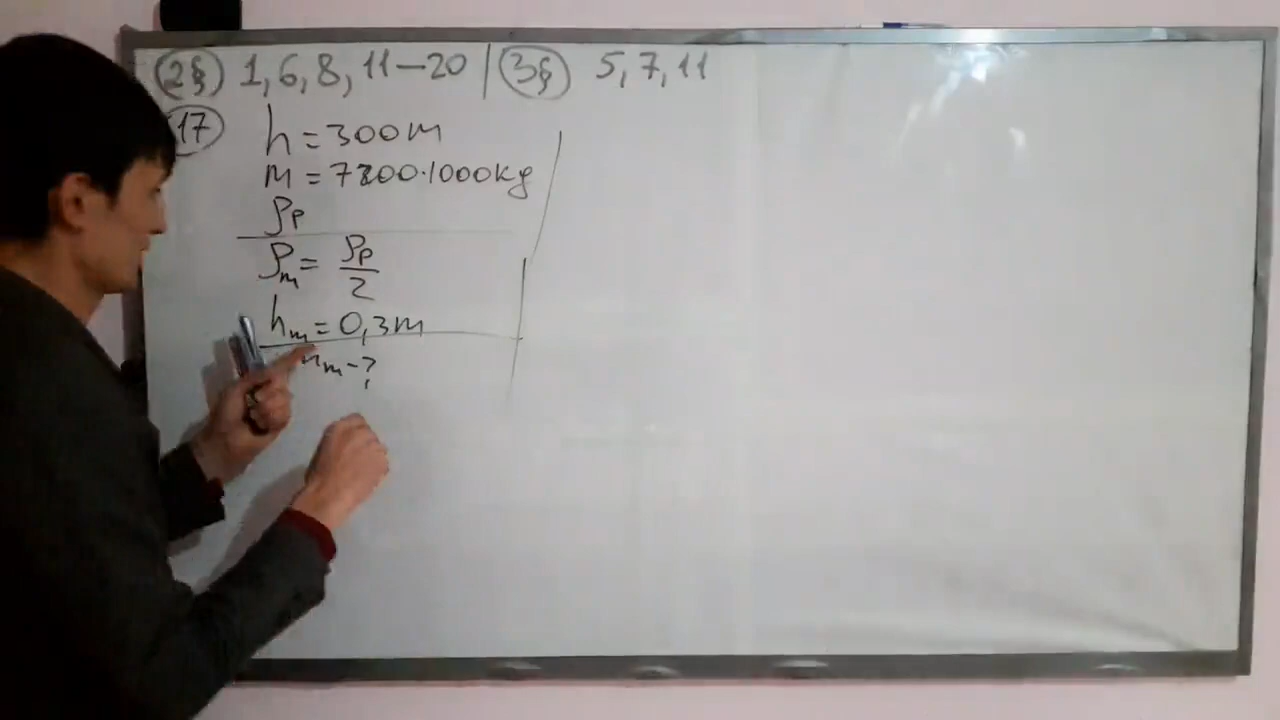 2§ 1, 6, 8, 11—20 | 3§ 5, 7, 11
17
h = 300m
m = 7200·1000kg
ρp
ρm = ρp/2
hm = 0,3m
mm - ?